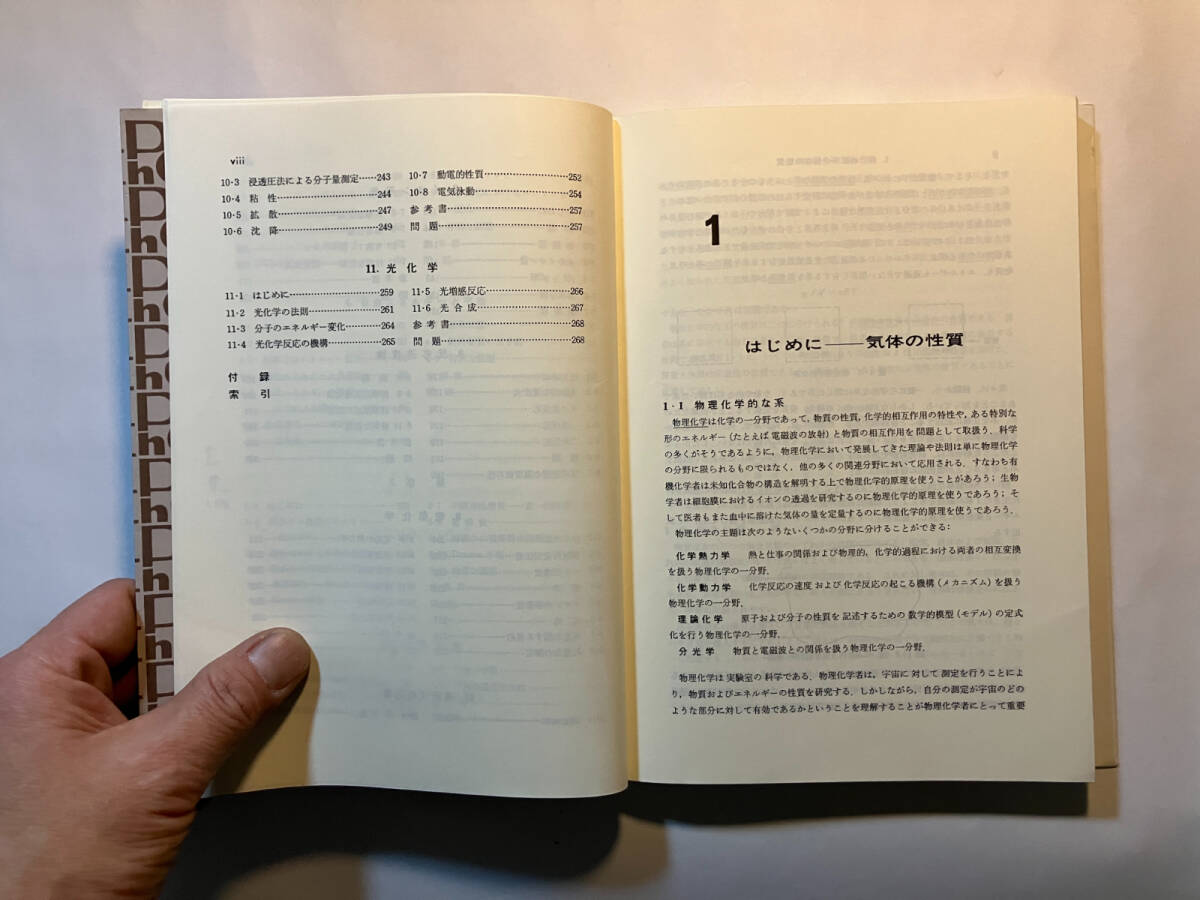 viii
10・3 浸透圧法による分子量測定……243
10・4 粘 性………………………244
10・5 拡 散………………………247
10・6 沈 降………………………249
10・7 動電的性質…………………252
10・8 電気泳動……………………254
参 考 書………………………257
問 題…………………………257
11. 光 化 学
11・1 はじめに……………………259
11・2 光化学の法則………………261
11・3 分子のエネルギー変化………264
11・4 光化学反応の機構……………265
11・5 光増感反応…………………266
11・6 光 合 成……………………267
参 考 書………………………268
問 題…………………………268
付 録
索 引
1
はじめに——気体の性質
1・1 物理化学的な系
物理化学は化学の一分野であって，物質の性質，化学的相互作用の特性や，ある特別な
形のエネルギー（たとえば電磁波の放射）と物質の相互作用を問題として取扱う．科学
の多くがそうであるように，物理化学において発展してきた理論や法則は単に物理化学
の分野に限られるものではなく，他の多くの関連分野において応用される．すなわち有
機化学者は未知化合物の構造を解明する上で物理化学的原理を使うことがあろう；生物
学者は細胞膜におけるイオンの透過を研究するのに物理化学的原理を使うであろう；そ
して医者もまた血中に溶けた気体の量を定量するのに物理化学的原理を使うであろう．
物理化学の主題は次のようないくつかの分野に分けることができる：
化学熱力学 熱と仕事の関係および物理的，化学的過程における両者の相互変換
を扱う物理化学の一分野．
化学動力学 化学反応の速度および化学反応の起こる機構（メカニズム）を扱う
物理化学の一分野．
理論化学 原子および分子の性質を記述するための数学的模型（モデル）の定式
化を行う物理化学の一分野．
分光学 物質と電磁波との関係を扱う物理化学の一分野．
物理化学は実験室の科学である．物理化学者は，宇宙に対して測定を行うことによ
り，物質およびエネルギーの性質を研究する．しかしながら，自分の測定が宇宙のどの
ような部分に対して有効であるかということを理解することが物理化学者にとって重要